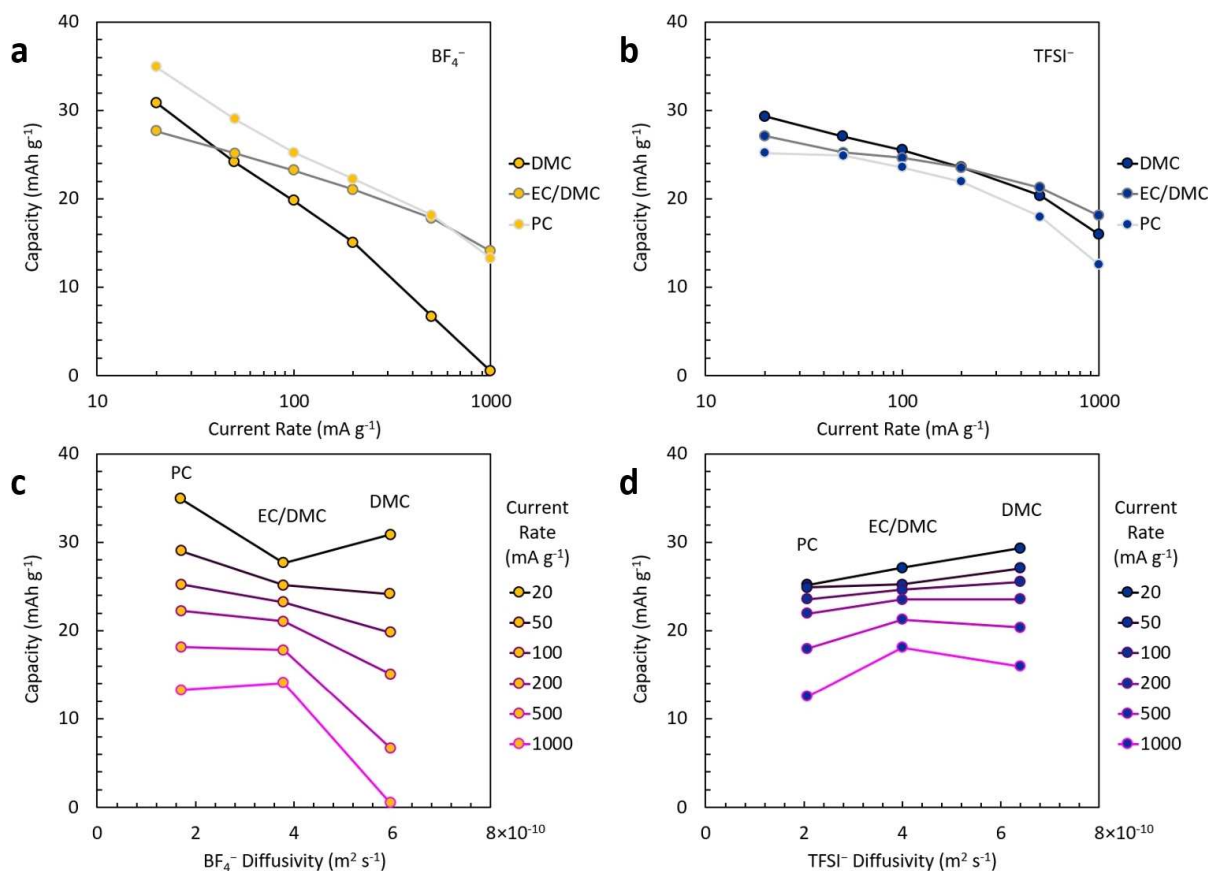 a
BF₄⁻
40
30
20
10
0
Capacity (mAh g⁻¹)
10
100
1000
Current Rate (mA g⁻¹)
DMC
EC/DMC
PC
b
TFSI⁻
40
30
20
10
0
Capacity (mAh g⁻¹)
10
100
1000
Current Rate (mA g⁻¹)
DMC
EC/DMC
PC
c
PC
EC/DMC
DMC
40
30
20
10
0
Capacity (mAh g⁻¹)
0
2
4
6
8×10⁻¹⁰
BF₄⁻ Diffusivity (m² s⁻¹)
Current
Rate
(mA g⁻¹)
20
50
100
200
500
1000
d
PC
EC/DMC
DMC
40
30
20
10
0
Capacity (mAh g⁻¹)
0
2
4
6
8×10⁻¹⁰
TFSI⁻ Diffusivity (m² s⁻¹)
Current
Rate
(mA g⁻¹)
20
50
100
200
500
1000